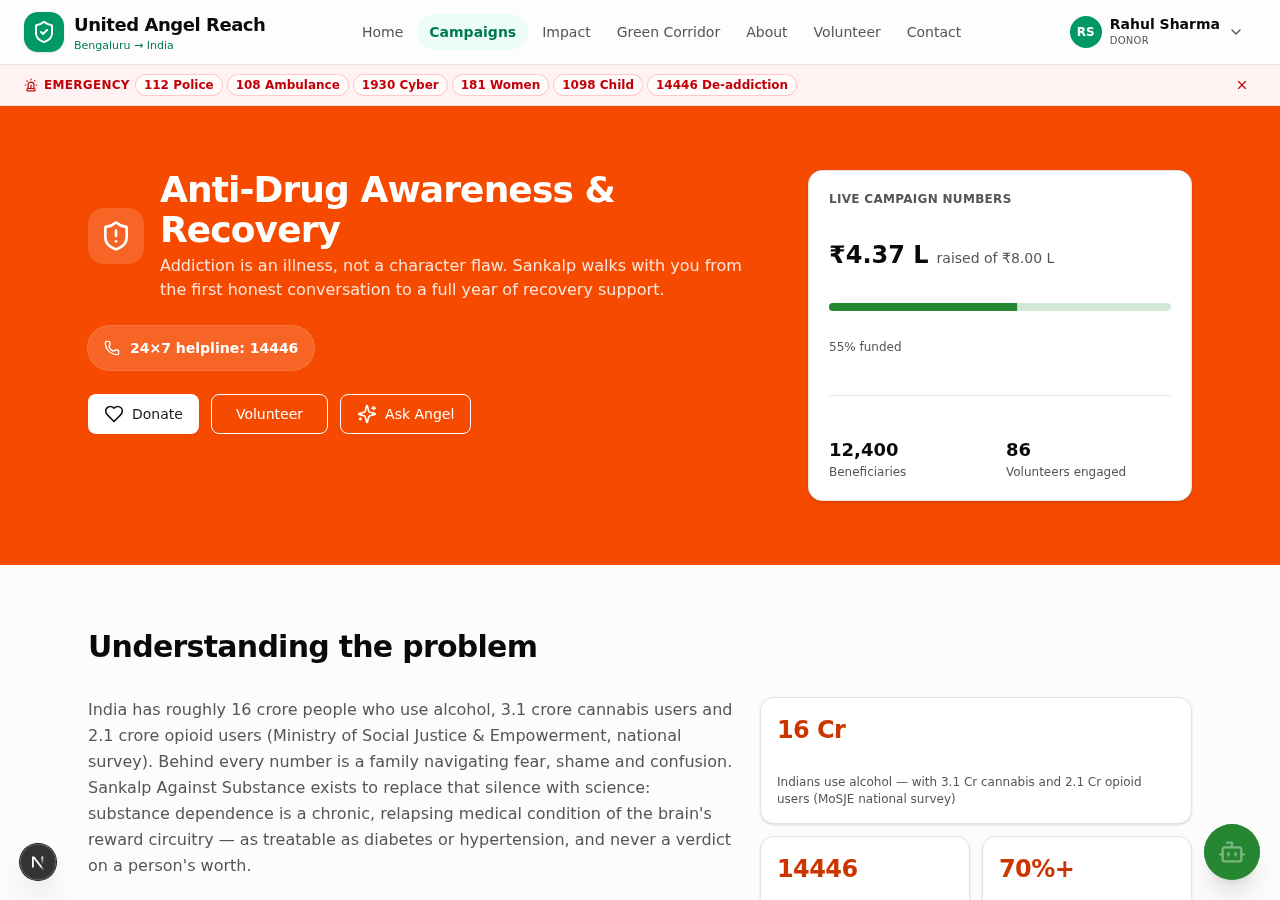 United Angel Reach
Bengaluru → India
Home
Campaigns
Impact
Green Corridor
About
Volunteer
Contact
RS
Rahul Sharma
DONOR
EMERGENCY
112 Police
108 Ambulance
1930 Cyber
181 Women
1098 Child
14446 De-addiction
Anti-Drug Awareness &
Recovery
Addiction is an illness, not a character flaw. Sankalp walks with you from
the first honest conversation to a full year of recovery support.
24×7 helpline: 14446
Donate
Volunteer
Ask Angel
LIVE CAMPAIGN NUMBERS
₹4.37 L raised of ₹8.00 L
55% funded
12,400
Beneficiaries
86
Volunteers engaged
Understanding the problem
India has roughly 16 crore people who use alcohol, 3.1 crore cannabis users and
2.1 crore opioid users (Ministry of Social Justice & Empowerment, national
survey). Behind every number is a family navigating fear, shame and confusion.
Sankalp Against Substance exists to replace that silence with science:
substance dependence is a chronic, relapsing medical condition of the brain's
reward circuitry — as treatable as diabetes or hypertension, and never a verdict
on a person's worth.
16 Cr
Indians use alcohol — with 3.1 Cr cannabis and 2.1 Cr opioid
users (MoSJE national survey)
14446
70%+
N